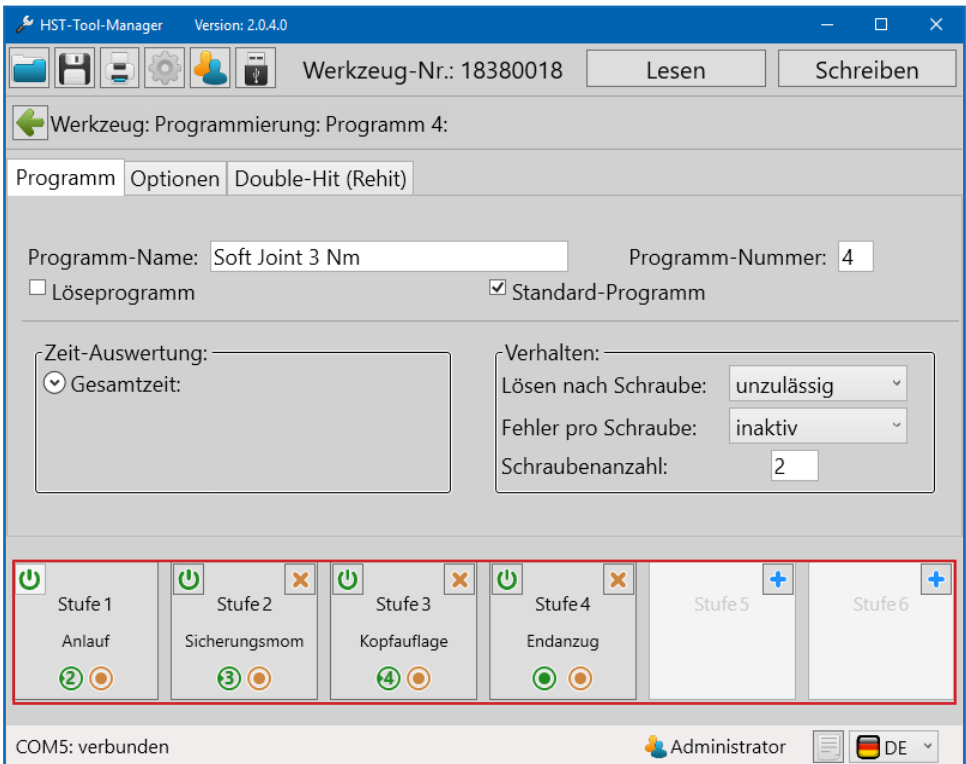 HST-Tool-Manager Version: 2.0.4.0
Werkzeug-Nr.: 18380018 Lesen Schreiben
Werkzeug: Programmierung: Programm 4:
Programm Optionen Double-Hit (Rehit)
Programm-Name: Soft Joint 3 Nm Programm-Nummer: 4
Löseprogramm Standard-Programm
Zeit-Auswertung: Verhalten:
Gesamtzeit: Lösen nach Schraube: unzulässig
Fehler pro Schraube: inaktiv
Schraubenanzahl: 2
Stufe 1 Stufe 2 Stufe 3 Stufe 4 Stufe 5 Stufe 6
Anlauf Sicherungsmom Kopfauflage Endanzug
2 3 4
COM5: verbunden Administrator DE